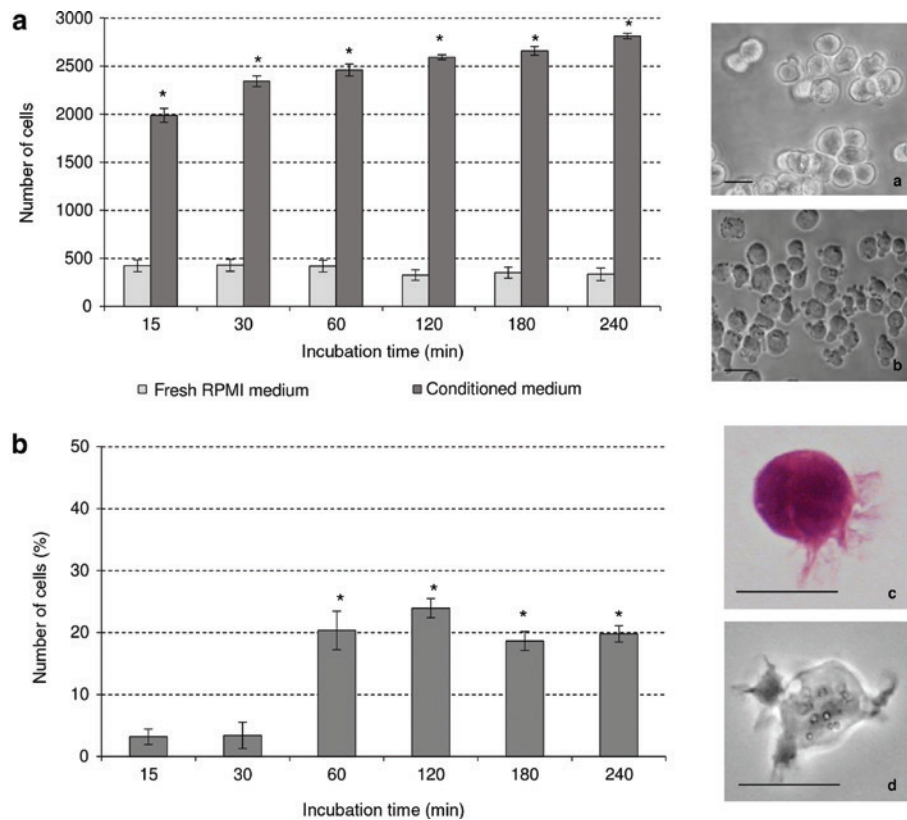 a
3000
2500
2000
1500
1000
500
0
Number of cells
* * * * * *
15 30 60 120 180 240
Incubation time (min)
Fresh RPMI medium Conditioned medium
a
b
b
50
40
30
20
10
0
Number of cells (%)
* * * *
15 30 60 120 180 240
Incubation time (min)
c
d